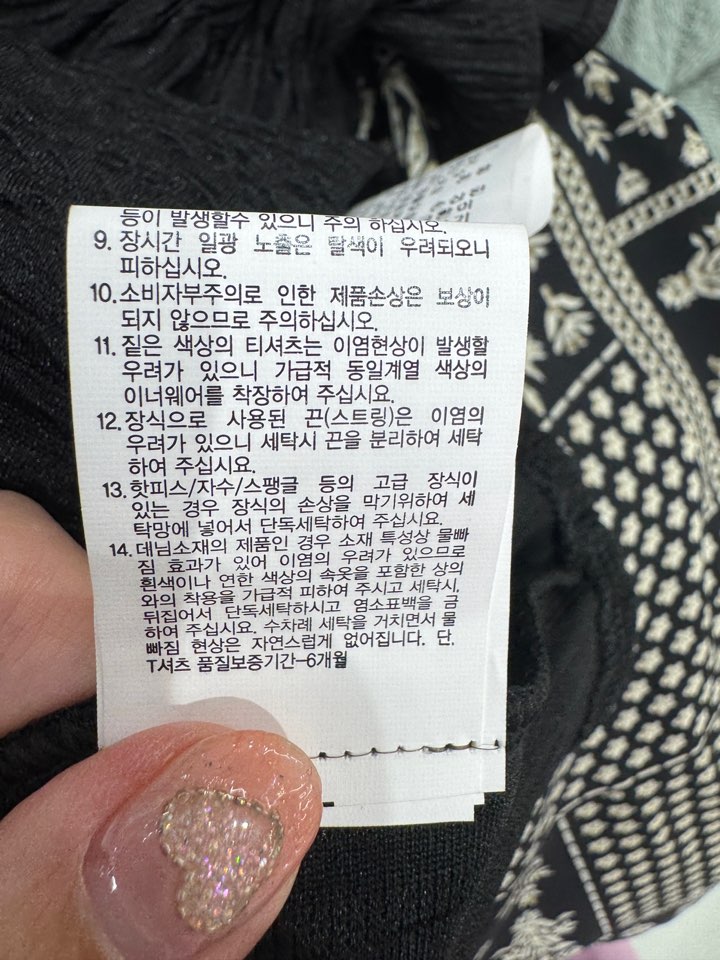 등이 발생할수 있으니 주의 하십시오.
9. 장시간 일광 노출은 탈색이 우려되오니
피하십시오.
10. 소비자부주의로 인한 제품손상은 보상이
되지 않으므로 주의하십시오.
11. 짙은 색상의 티셔츠는 이염현상이 발생할
우려가 있으니 가급적 동일계열 색상의
이너웨어를 착장하여 주십시요.
12. 장식으로 사용된 끈(스트링)은 이염의
우려가 있으니 세탁시 끈을 분리하여 세탁
하여 주십시요.
13. 핫피스/자수/스팽글 등의 고급 장식이
있는 경우 장식의 손상을 막기위하여 세
탁망에 넣어서 단독세탁하여 주십시요.
14. 데님소재의 제품인 경우 소재 특성상 물빠
짐 효과가 있어 이염의 우려가 있으므로
흰색이나 연한 색상의 속옷을 포함한 상의
와의 착용을 가급적 피하여 주시고 세탁시,
뒤집어서 단독세탁하시고 염소표백을 금
하여 주십시요. 수차례 세탁을 거치면서 물
빠짐 현상은 자연스럽게 없어집니다. 단.
T셔츠 품질보증기간-6개월